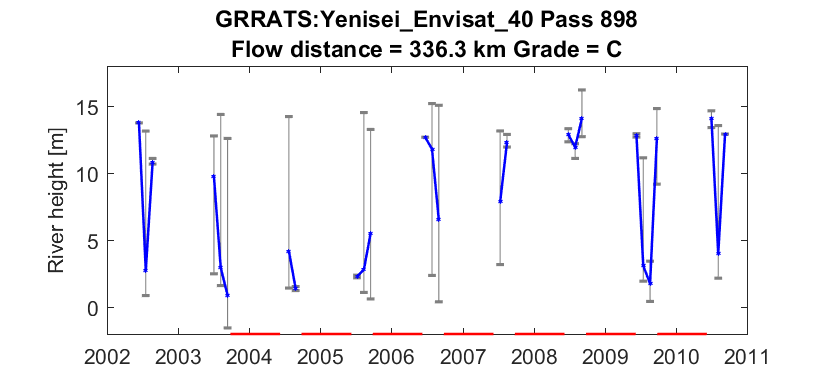 GRRATS:Yenisei_Envisat_40 Pass 898
Flow distance = 336.3 km Grade = C
River height [m]
15
10
5
0
2002 2003 2004 2005 2006 2007 2008 2009 2010 2011